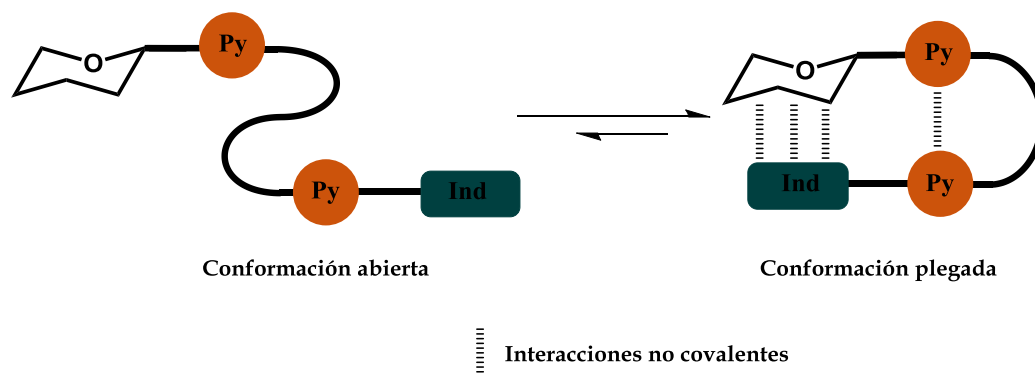 O Py
O Py
Py Ind
Ind Py
Conformación abierta
Conformación plegada
Interacciones no covalentes